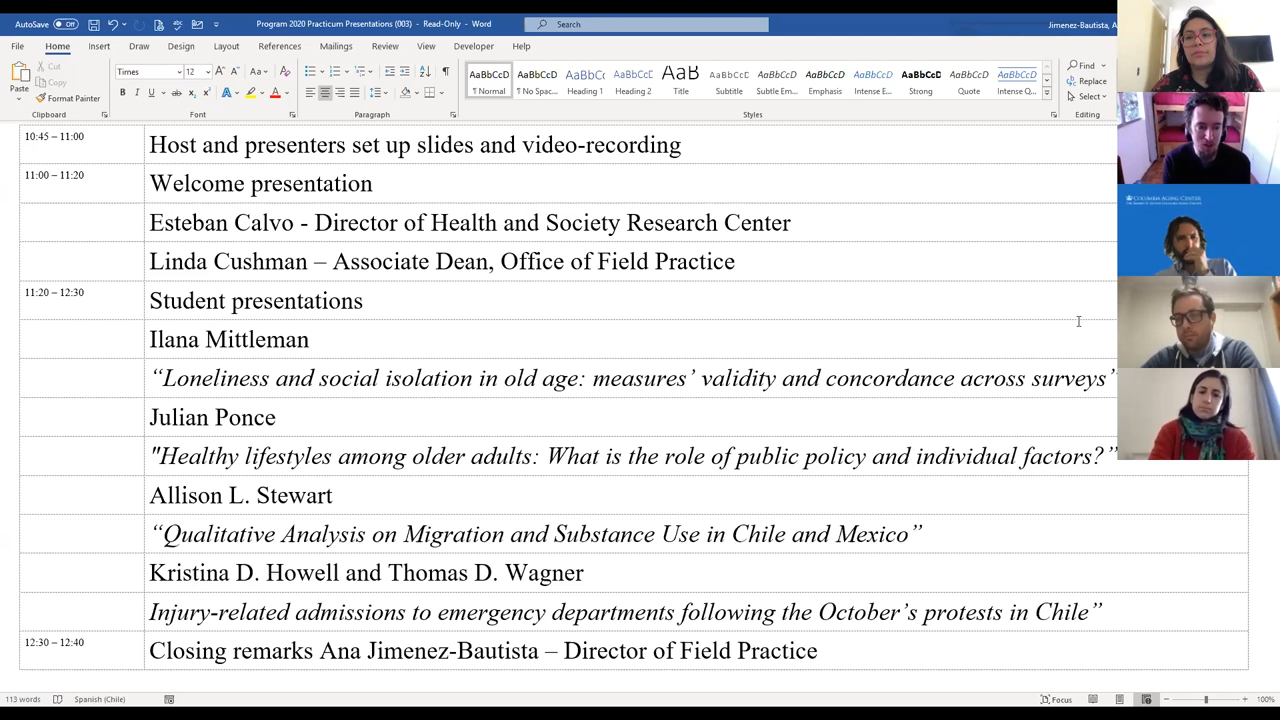 AutoSave Off Program 2020 Practicum Presentations (003) - Read-Only - Word Search Jimenez-Bautista, A
File Home Insert Draw Design Layout References Mailings Review View Developer Help
Paste Cut Copy Format Painter
Times 12 Aa
B I U
AaBbCcD AaBbCcD AaBbCc AaBbCcD AaB AaBbCcD AaBbCcD AaBbCcD AaBbCcD AaBbCcD AaBbCcD AaBbCcD
¶ Normal ¶ No Spac... Heading 1 Heading 2 Title Subtitle Subtle Em... Emphasis Intense E... Strong Quote Intense Q...
Find
Replace
Select
Clipboard Font Paragraph Styles Editing
COLUMBIA AGING CENTER
10:45 – 11:00 Host and presenters set up slides and video-recording
11:00 – 11:20 Welcome presentation
Esteban Calvo - Director of Health and Society Research Center
Linda Cushman – Associate Dean, Office of Field Practice
11:20 – 12:30 Student presentations
Ilana Mittleman
“Loneliness and social isolation in old age: measures’ validity and concordance across surveys”
Julian Ponce
"Healthy lifestyles among older adults: What is the role of public policy and individual factors?”
Allison L. Stewart
“Qualitative Analysis on Migration and Substance Use in Chile and Mexico”
Kristina D. Howell and Thomas D. Wagner
Injury-related admissions to emergency departments following the October’s protests in Chile”
12:30 – 12:40 Closing remarks Ana Jimenez-Bautista – Director of Field Practice
113 words Spanish (Chile) Focus 100%